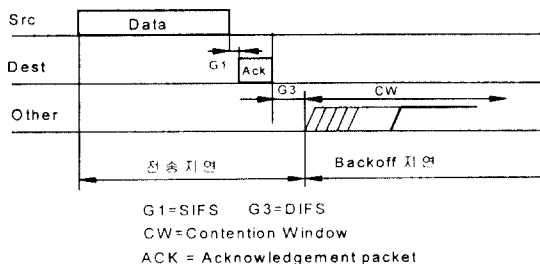 Src
Data
G1
Dest
Ack
G3
CW
Other
전송지연
Backoff 지연
G1=SIFS G3=DIFS
CW=Contention Window
ACK = Acknowledgement packet